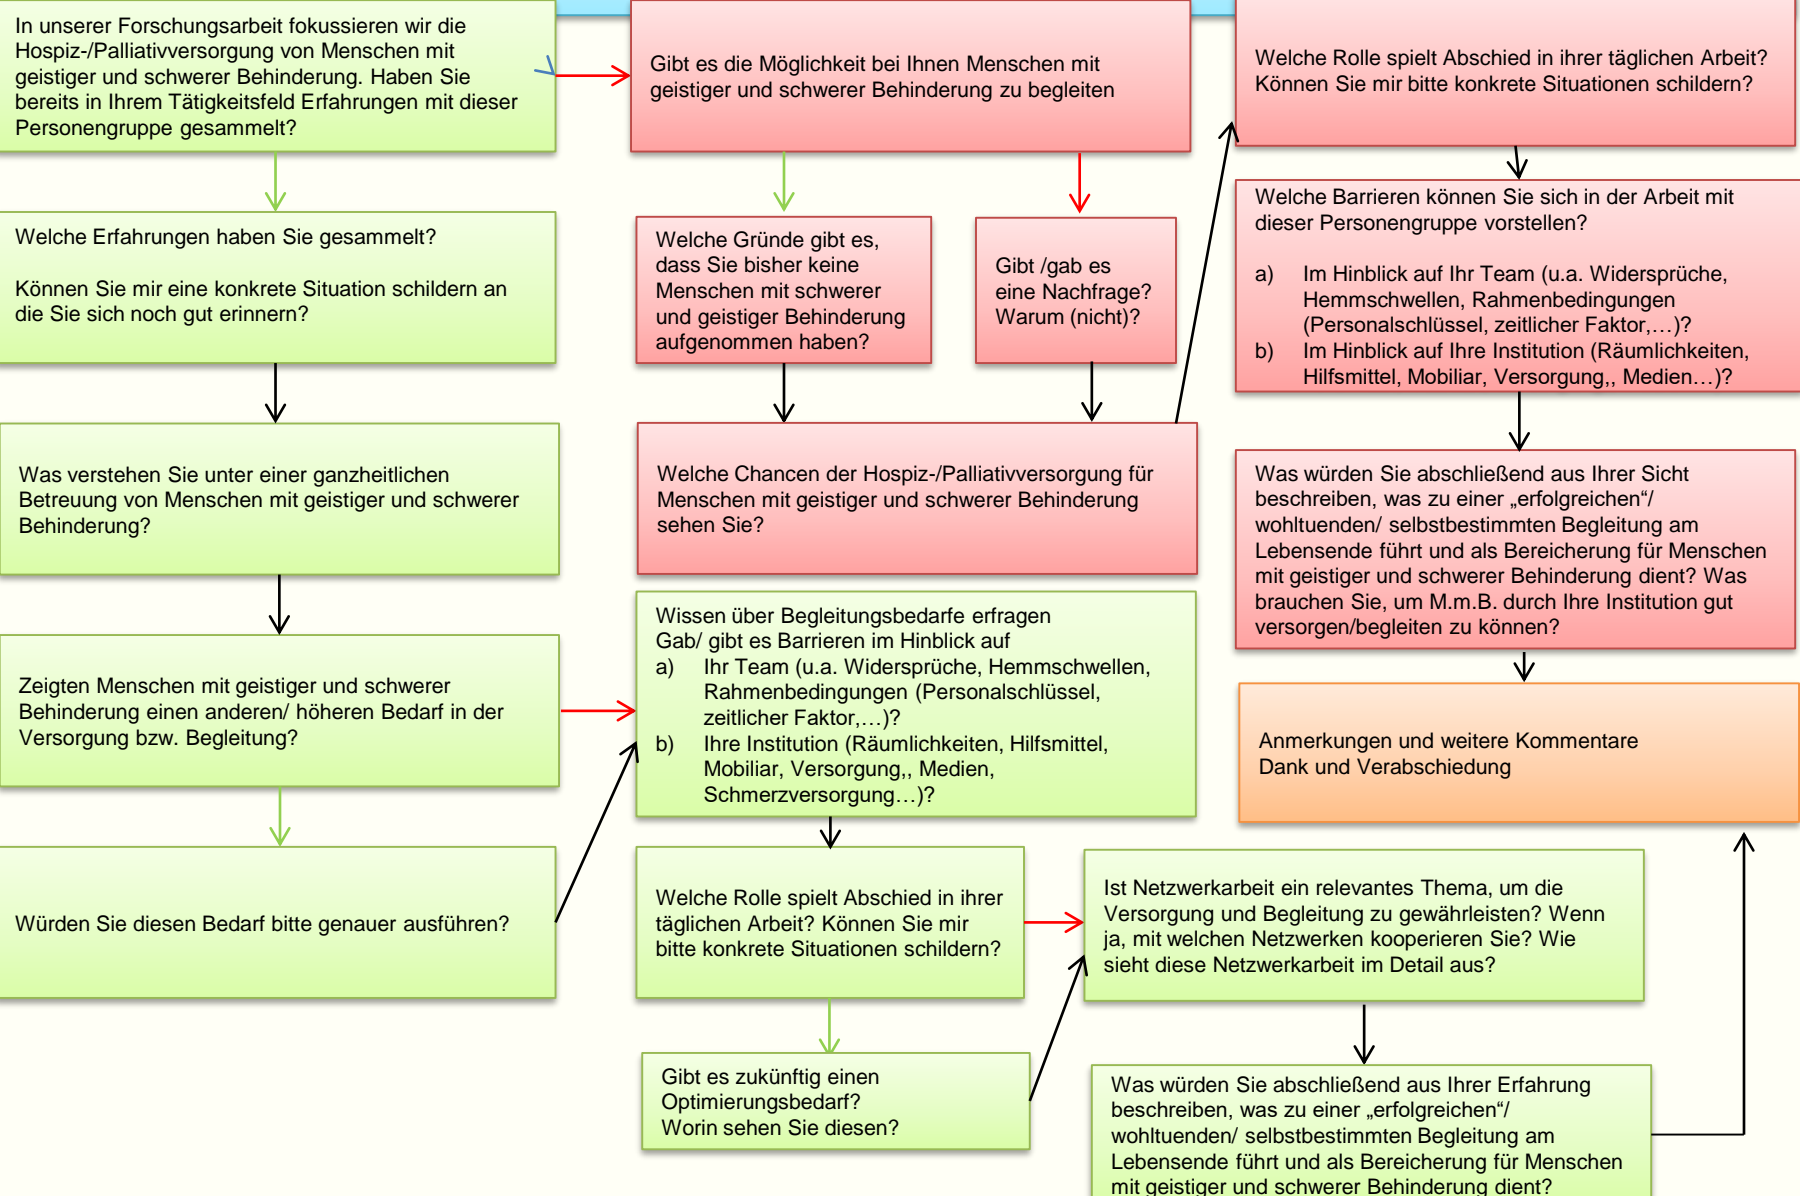 In unserer Forschungsarbeit fokussieren wir die
Hospiz-/Palliativversorgung von Menschen mit
geistiger und schwerer Behinderung. Haben Sie
bereits in Ihrem Tätigkeitsfeld Erfahrungen mit dieser
Personengruppe gesammelt?
Welche Erfahrungen haben Sie gesammelt?
Können Sie mir eine konkrete Situation schildern an
die Sie sich noch gut erinnern?
Was verstehen Sie unter einer ganzheitlichen
Betreuung von Menschen mit geistiger und schwerer
Behinderung?
Zeigten Menschen mit geistiger und schwerer
Behinderung einen anderen/ höheren Bedarf in der
Versorgung bzw. Begleitung?
Würden Sie diesen Bedarf bitte genauer ausführen?
Gibt es die Möglichkeit bei Ihnen Menschen mit
geistiger und schwerer Behinderung zu begleiten
Welche Gründe gibt es,
dass Sie bisher keine
Menschen mit schwerer
und geistiger Behinderung
aufgenommen haben?
Gibt /gab es
eine Nachfrage?
Warum (nicht)?
Welche Chancen der Hospiz-/Palliativversorgung für
Menschen mit geistiger und schwerer Behinderung
sehen Sie?
Wissen über Begleitungsbedarfe erfragen
Gab/ gibt es Barrieren im Hinblick auf
a) Ihr Team (u.a. Widersprüche, Hemmschwellen,
Rahmenbedingungen (Personalschlüssel,
zeitlicher Faktor,…)?
b) Ihre Institution (Räumlichkeiten, Hilfsmittel,
Mobiliar, Versorgung,, Medien,
Schmerzversorgung…)?
Welche Rolle spielt Abschied in ihrer
täglichen Arbeit? Können Sie mir
bitte konkrete Situationen schildern?
Gibt es zukünftig einen
Optimierungsbedarf?
Worin sehen Sie diesen?
Welche Rolle spielt Abschied in ihrer täglichen Arbeit?
Können Sie mir bitte konkrete Situationen schildern?
Welche Barrieren können Sie sich in der Arbeit mit
dieser Personengruppe vorstellen?
a) Im Hinblick auf Ihr Team (u.a. Widersprüche,
Hemmschwellen, Rahmenbedingungen
(Personalschlüssel, zeitlicher Faktor,…)?
b) Im Hinblick auf Ihre Institution (Räumlichkeiten,
Hilfsmittel, Mobiliar, Versorgung,, Medien…)?
Was würden Sie abschließend aus Ihrer Sicht
beschreiben, was zu einer „erfolgreichen“/
wohltuenden/ selbstbestimmten Begleitung am
Lebensende führt und als Bereicherung für Menschen
mit geistiger und schwerer Behinderung dient? Was
brauchen Sie, um M.m.B. durch Ihre Institution gut
versorgen/begleiten zu können?
Anmerkungen und weitere Kommentare
Dank und Verabschiedung
Ist Netzwerkarbeit ein relevantes Thema, um die
Versorgung und Begleitung zu gewährleisten? Wenn
ja, mit welchen Netzwerken kooperieren Sie? Wie
sieht diese Netzwerkarbeit im Detail aus?
Was würden Sie abschließend aus Ihrer Erfahrung
beschreiben, was zu einer „erfolgreichen“/
wohltuenden/ selbstbestimmten Begleitung am
Lebensende führt und als Bereicherung für Menschen
mit geistiger und schwerer Behinderung dient?